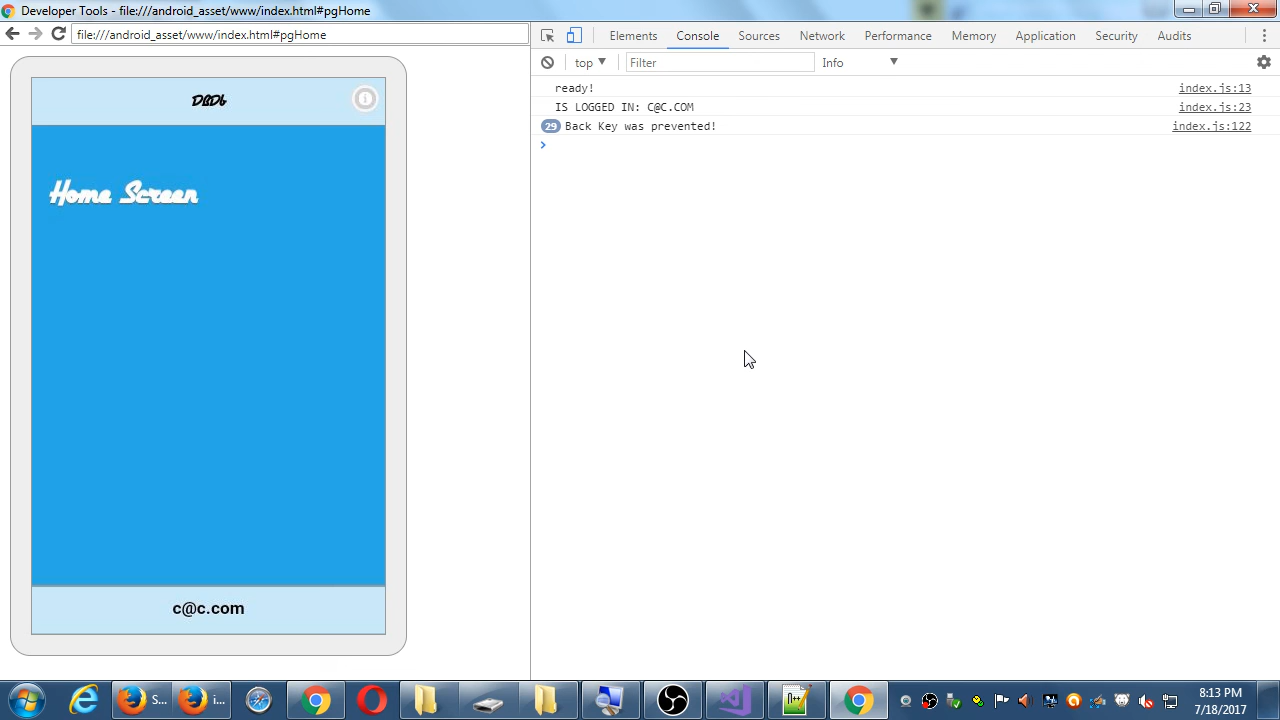 Developer Tools - file:///android_asset/www/index.html#pgHome
file:///android_asset/www/index.html#pgHome
Elements Console Sources Network Performance Memory Application Security Audits
top Filter Info
ready! index.js:13
IS LOGGED IN: C@C.COM index.js:23
29 Back Key was prevented! index.js:122
Home Screen
c@c.com
S... i...
8:13 PM
7/18/2017